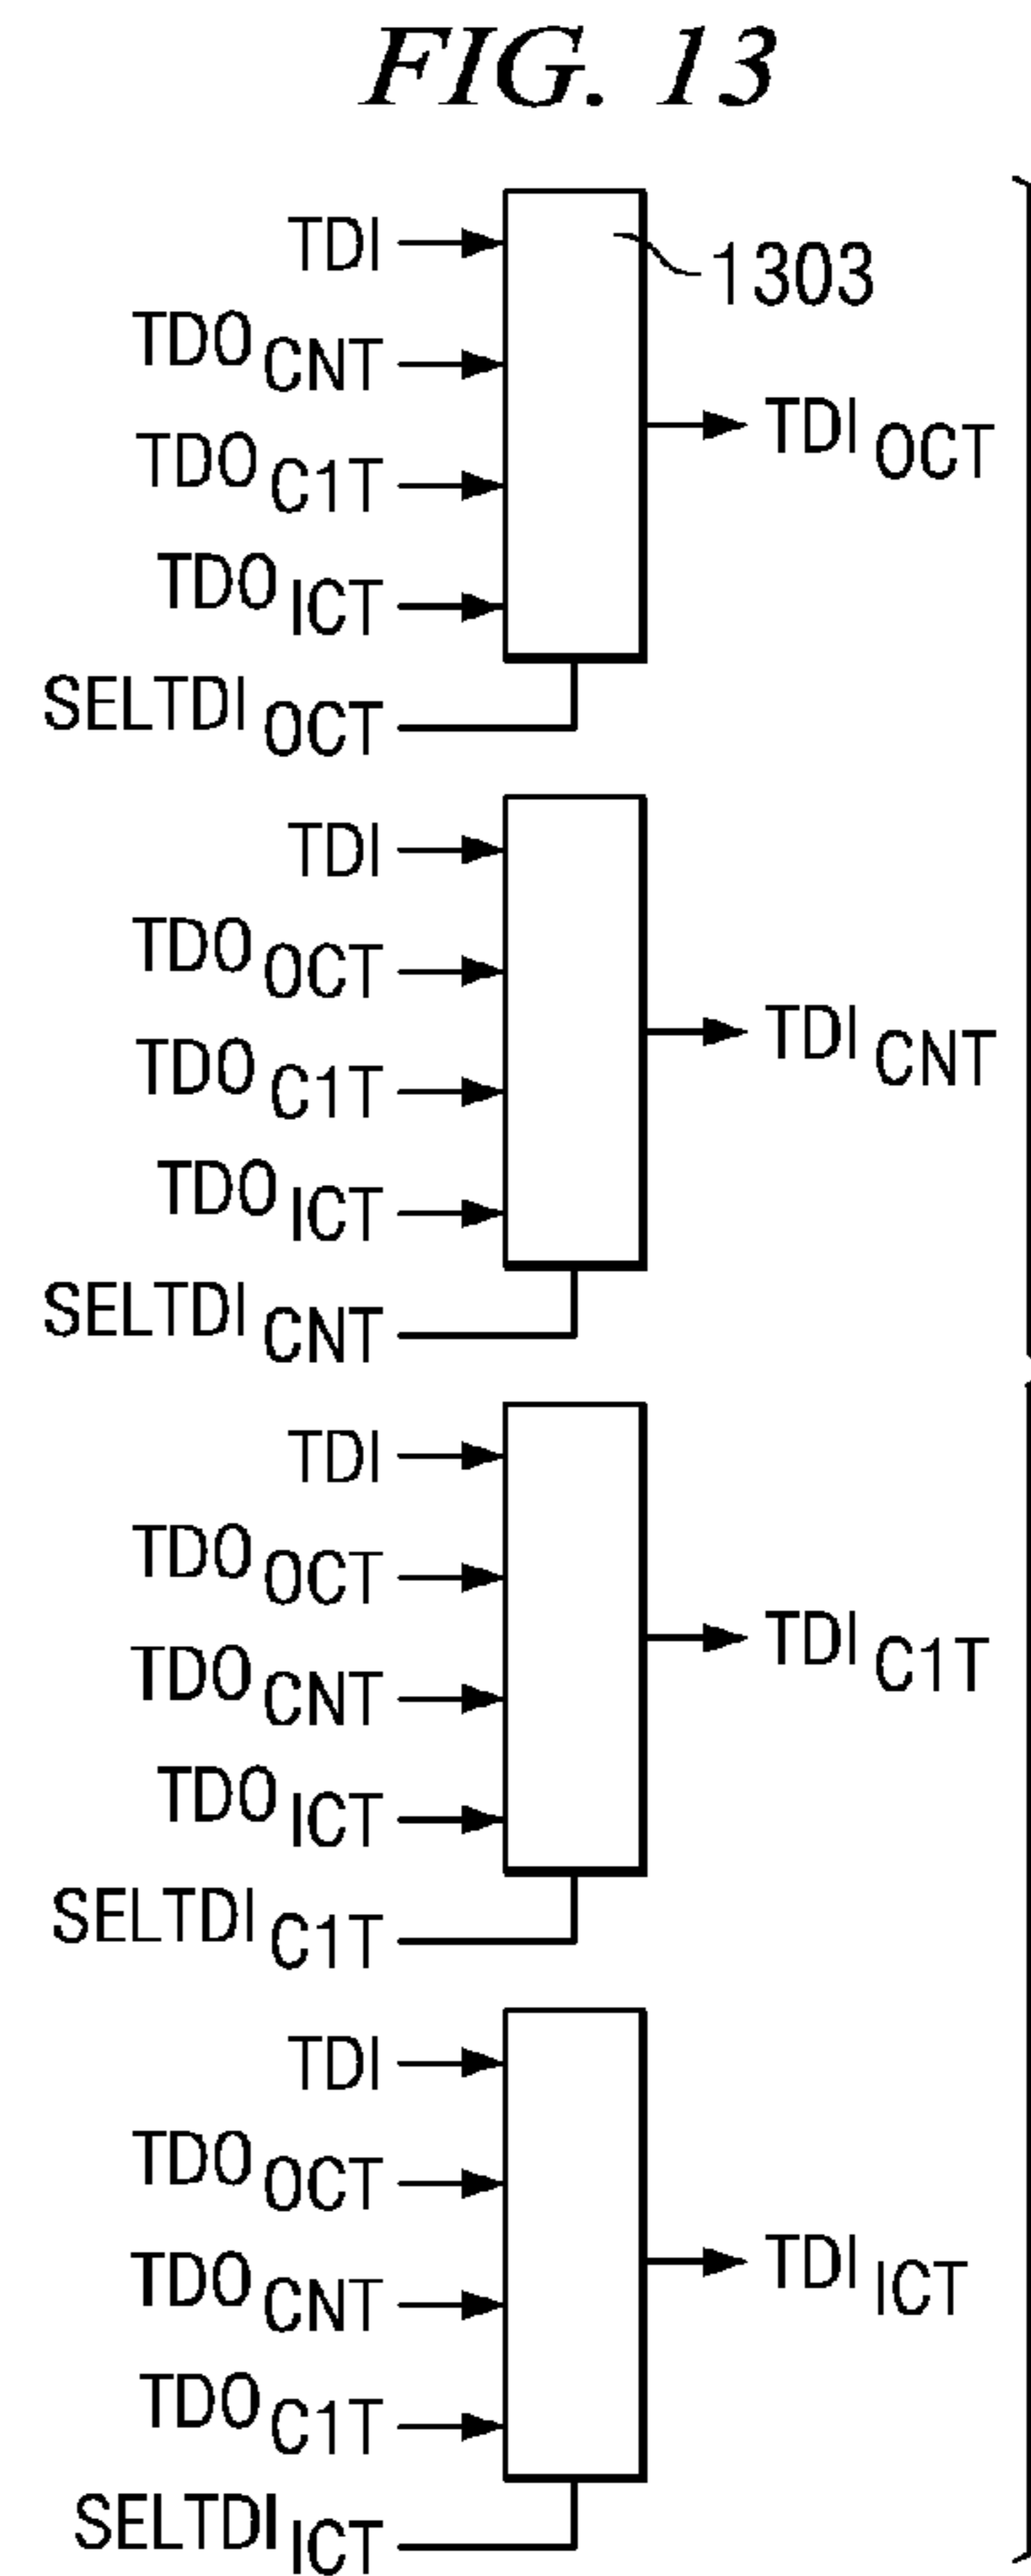 FIG. 13
TDI
1303
TDO CNT
TDI OCT
TDO C1T
TDO ICT
SELTDI OCT
TDI
TDO OCT
TDI CNT
TDO C1T
TDO ICT
SELTDI CNT
TDI
TDO OCT
TDI C1T
TDO CNT
TDO ICT
SELTDI C1T
TDI
TDO OCT
TDI ICT
TDO CNT
TDO C1T
SELTDI ICT